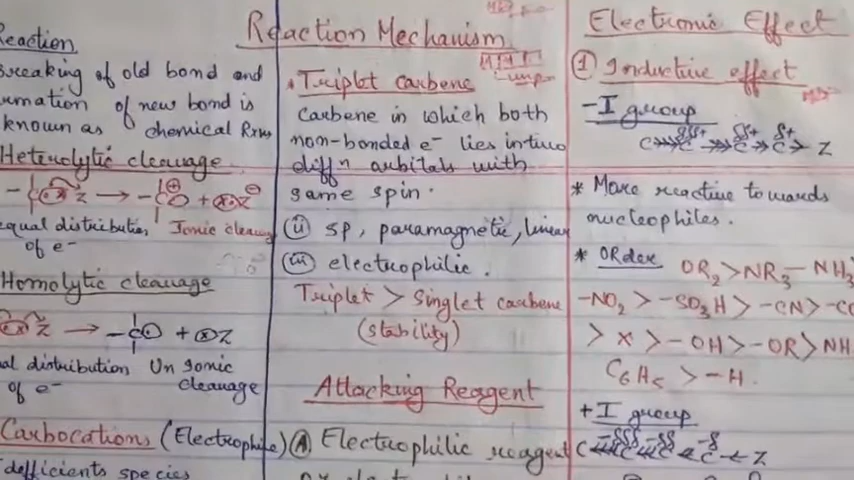 Reaction Mechanism
Reaction
Breaking of old bond and
formation of new bond is
known as chemical Rxns
Heterolytic cleavage
equal distribution Ionic cleavag
of e⁻
Homolytic cleavage
al distribution Un Ionic
of e⁻ cleavage
Carbocations (Electrophile)
defficients species
Triplet carbene
carbene in which both
non-bonded e⁻ lies in two
diffⁿ orbitals with
same spin.
(ii) sp, paramagnetic, linear
(iii) electrophilic.
Triplet > Singlet carbene
(stability)
Attacking Reagent
(A) Electrophilic reagent
Electronic Effect
(1) Inductive effect
-I group
C→→→C→→C→Z
* More reactive towards
nucleophiles.
* ORder OR₂ > NR₃ - NH₃
-NO₂ > -SO₃H > -CN > -CO
> X > -OH > -OR > NH
C₆H₅ > -H.
+I group